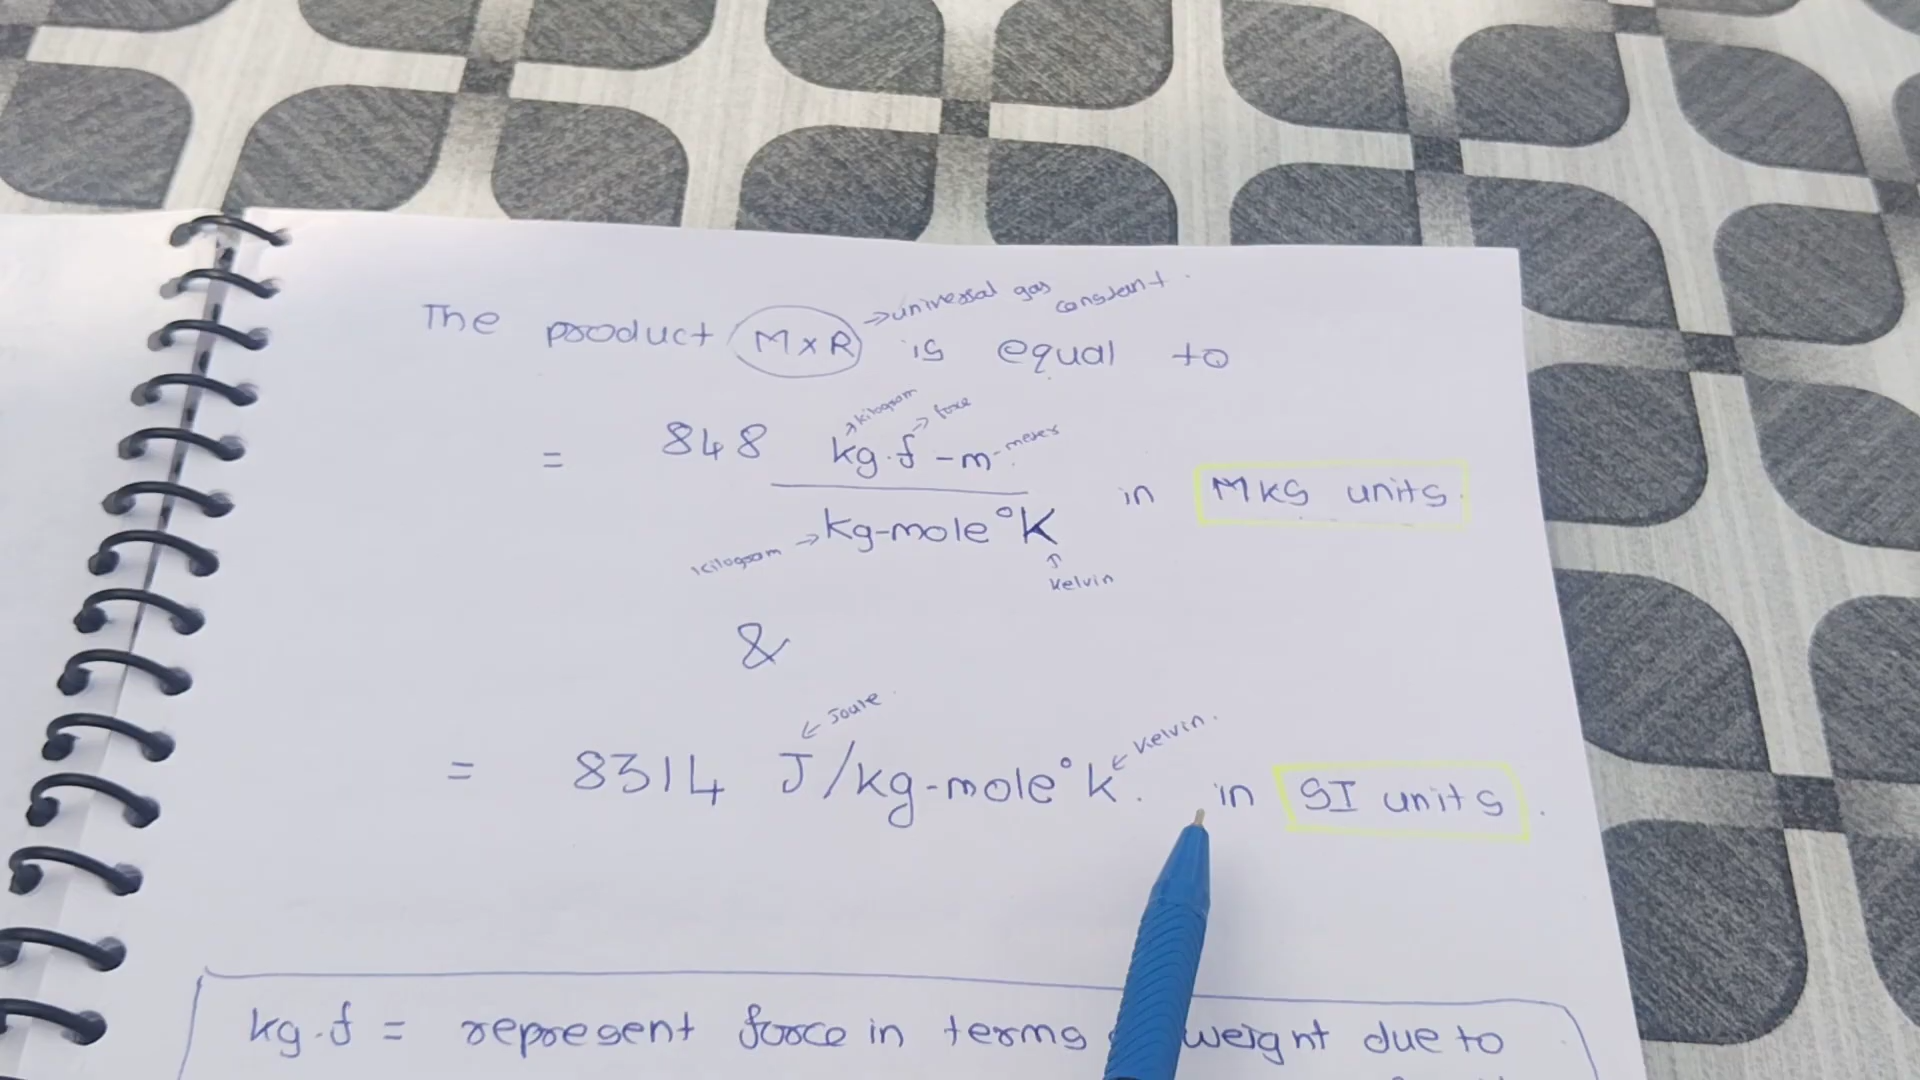 The product M×R →universal gas constant.
is equal to
→kilogram →force
= 848 kg.f-m -meter
kilogram →kg-mole°K in MKS units.
↑
Kelvin
&
← Joule
= 8314 J/kg-mole°K. ←Kelvin. in SI units.
kg.f = represent force in terms weight due to